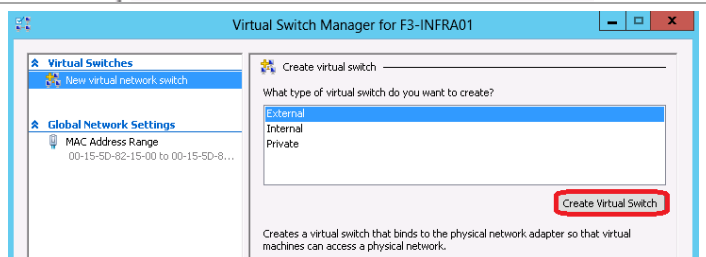 Virtual Switch Manager for F3-INFRA01
Virtual Switches
New virtual network switch
Global Network Settings
MAC Address Range
00-15-5D-82-15-00 to 00-15-5D-8...
Create virtual switch
What type of virtual switch do you want to create?
External
Internal
Private
Create Virtual Switch
Creates a virtual switch that binds to the physical network adapter so that virtual
machines can access a physical network.